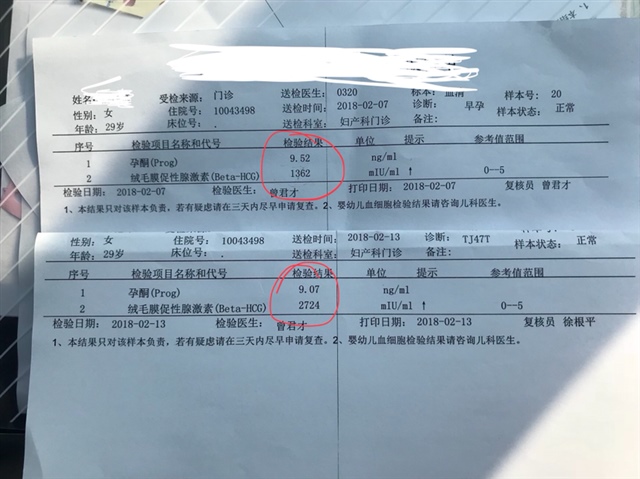 姓名:
受检来源: 门诊 送检医生: 0320 标本: 血清 样本号: 20
性别: 女 住院号: 10043498 送检时间: 2018-02-07 诊断: 早孕 样本状态: 正常
年龄: 29岁 床位号: . 送检科室: 妇产科门诊 备注:
序号 检验项目名称和代号 检验结果 单位 提示 参考值范围
1 孕酮(Prog) 9.52 ng/ml
2 绒毛膜促性腺激素(Beta-HCG) 1362 mIU/ml ↑ 0--5
检验日期: 2018-02-07 检验医生: 曾君才 打印日期: 2018-02-07 复核员 曾君才
1、本结果只对该样本负责，若有疑虑请在三天内尽早申请复查。2、婴幼儿血细胞检验结果请咨询儿科医生。
性别: 女 住院号: 10043498 送检时间: 2018-02-13 诊断: TJ47T 样本状态: 正常
年龄: 29岁 床位号: . 送检科室: 妇产科门诊 备注:
序号 检验项目名称和代号 检验结果 单位 提示 参考值范围
1 孕酮(Prog) 9.07 ng/ml
2 绒毛膜促性腺激素(Beta-HCG) 2724 mIU/ml ↑ 0--5
检验日期: 2018-02-13 检验医生: 曾君才 打印日期: 2018-02-13 复核员 徐根平
1、本结果只对该样本负责，若有疑虑请在三天内尽早申请复查。2、婴幼儿血细胞检验结果请咨询儿科医生。